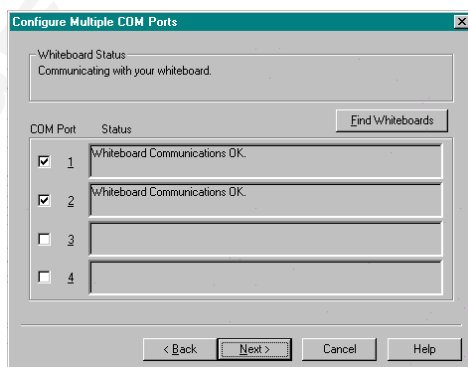 Configure Multiple COM Ports
Whiteboard Status
Communicating with your whiteboard.
Find Whiteboards
COM Port Status
1 Whiteboard Communications OK.
2 Whiteboard Communications OK.
3
4
< Back Next > Cancel Help